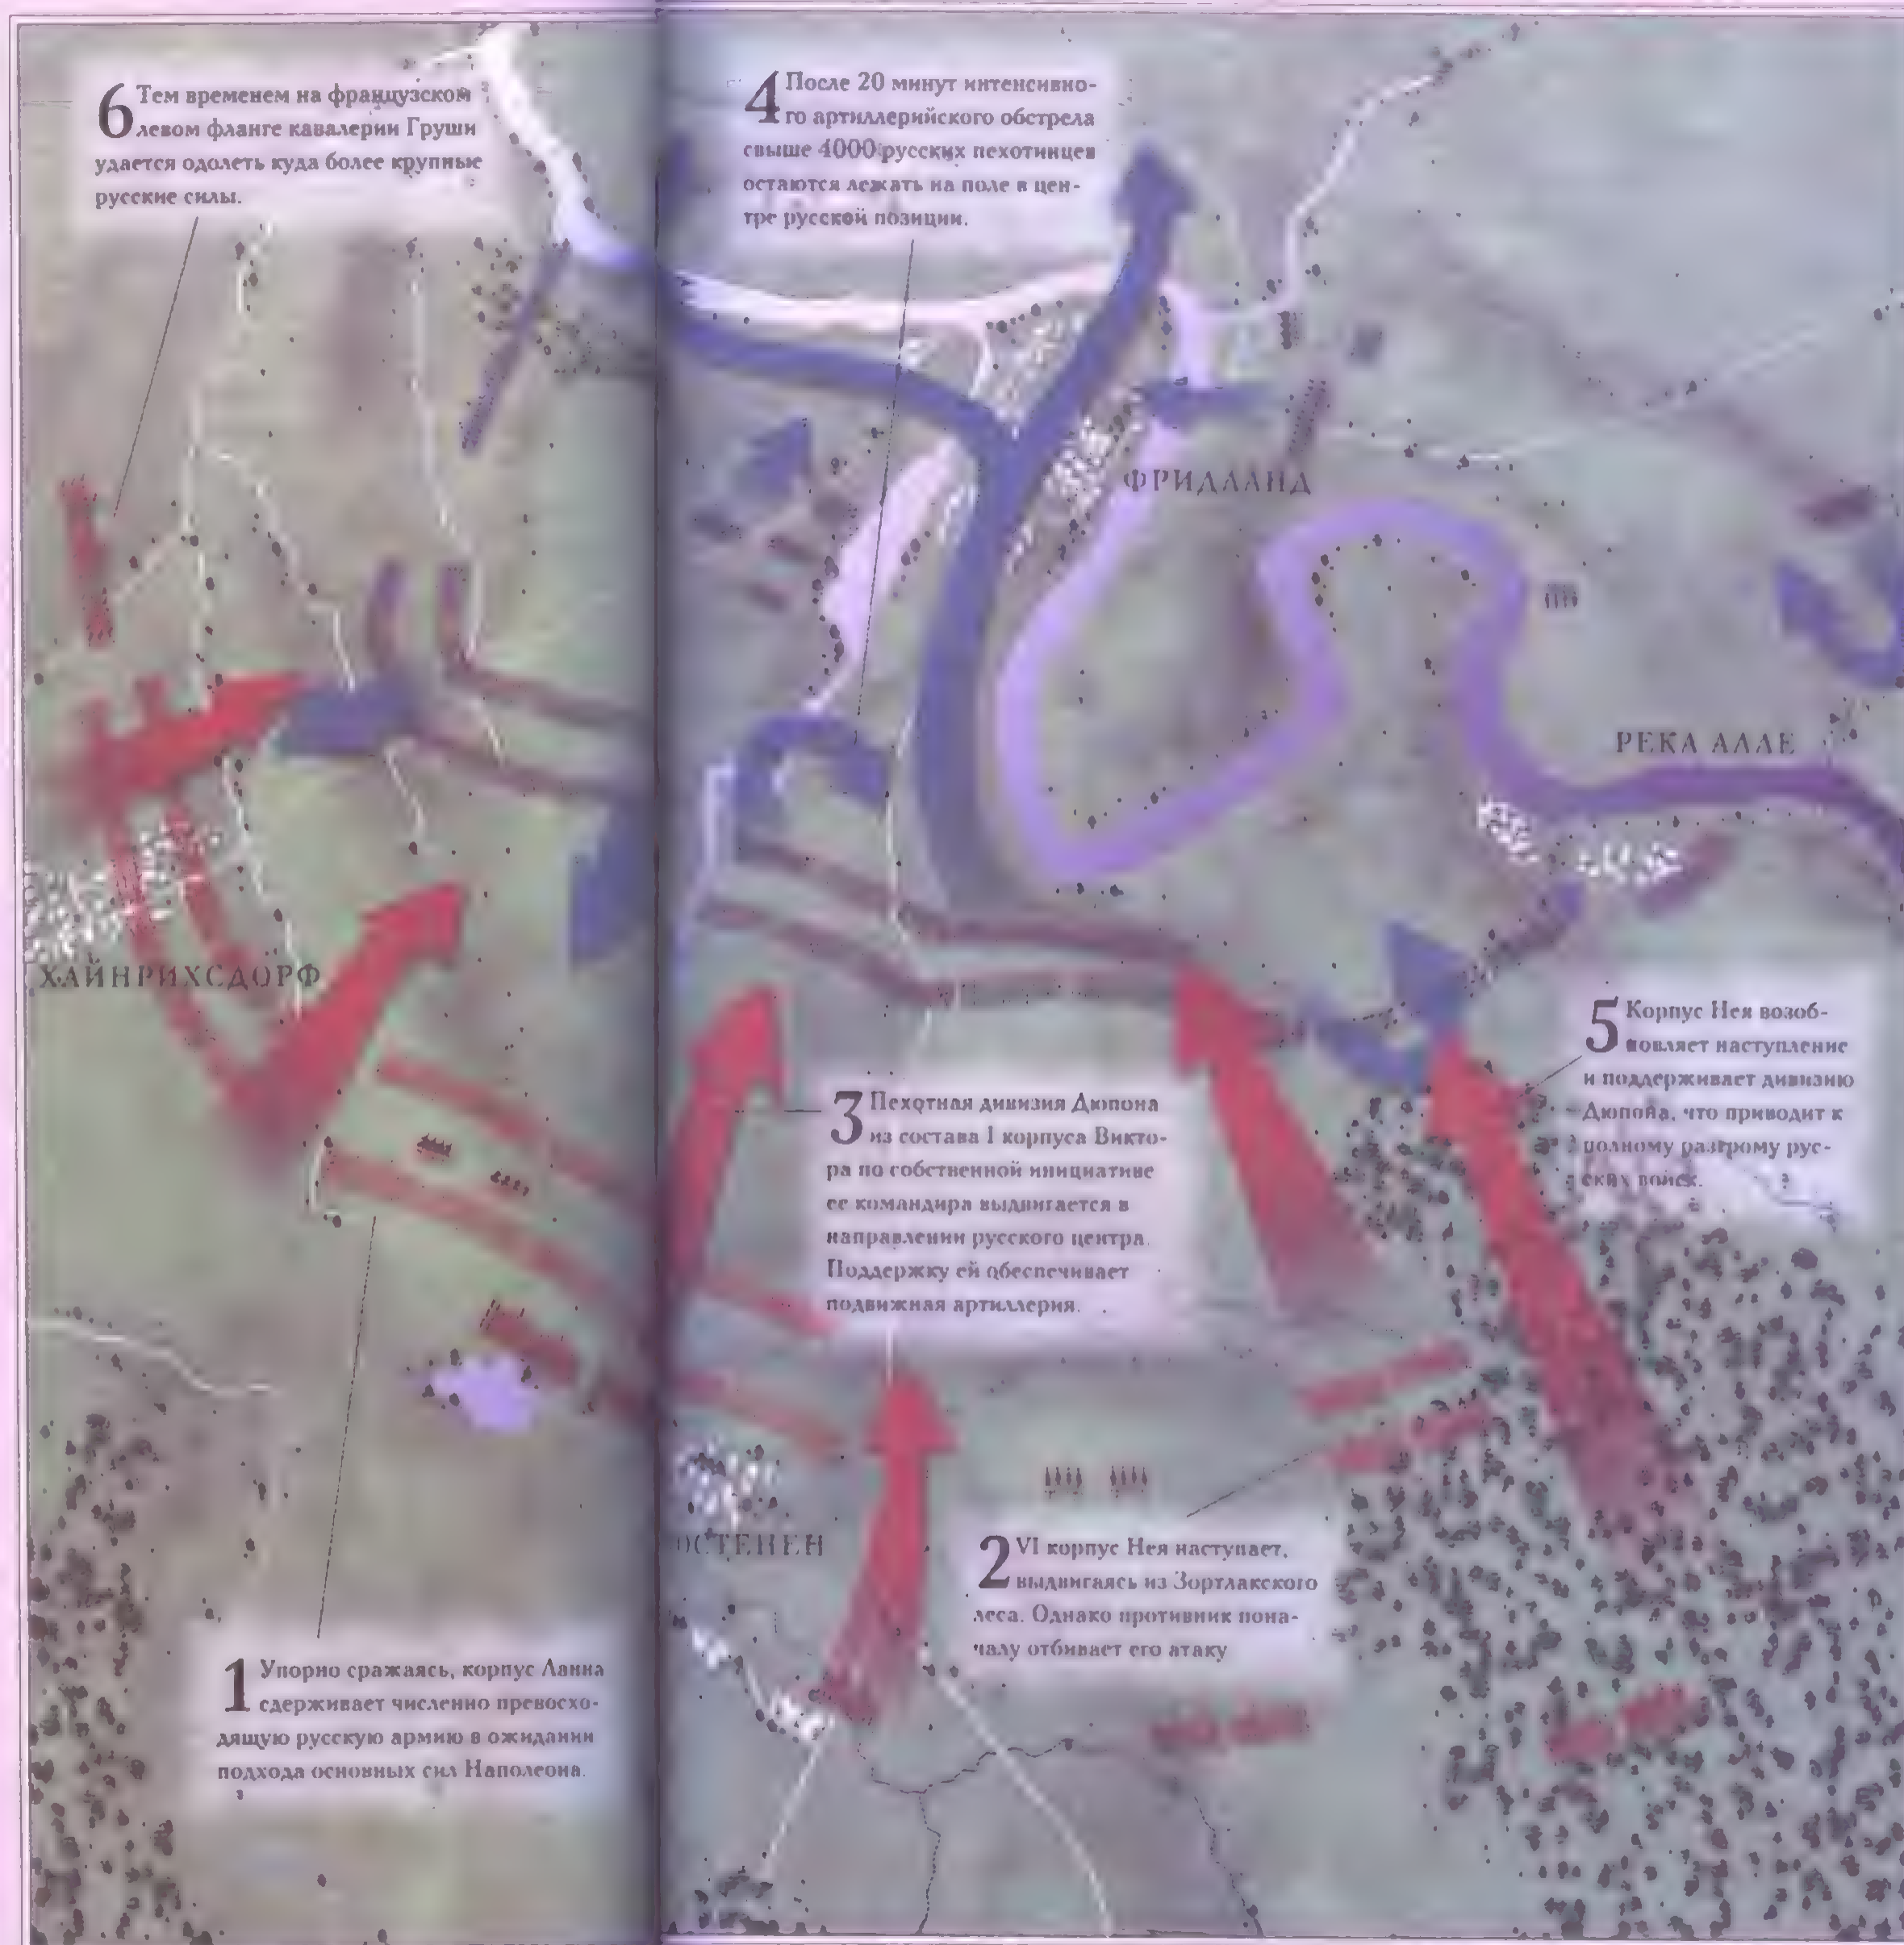 6 Тем временем на французском
левом фланге кавалерии Груши
удается одолеть куда более крупные
русские силы.
4 После 20 минут интенсивно-
го артиллерийского обстрела
свыше 4000 русских пехотинцев
остаются лежать на поле в цен-
тре русской позиции.
ФРИДЛАНД
РЕКА АЛЛЕ
ХАЙНРИХСДОРФ
5 Корпус Нея возоб-
новляет наступление
и поддерживает дивизию
Дюпона, что приводит к
полному разгрому рус-
ских войск.
3 Пехотная дивизия Дюпона
из состава I корпуса Викто-
ра по собственной инициативе
ее командира выдвигается в
направлении русского центра.
Поддержку ей обеспечивает
подвижная артиллерия.
ОСТЕНЕН
2 VI корпус Нея наступает,
выдвигаясь из Зортлакского
леса. Однако противник пона-
чалу отбивает его атаку
1 Упорно сражаясь, корпус Ланна
сдерживает численно превосхо-
дящую русскую армию в ожидании
подхода основных сил Наполеона.